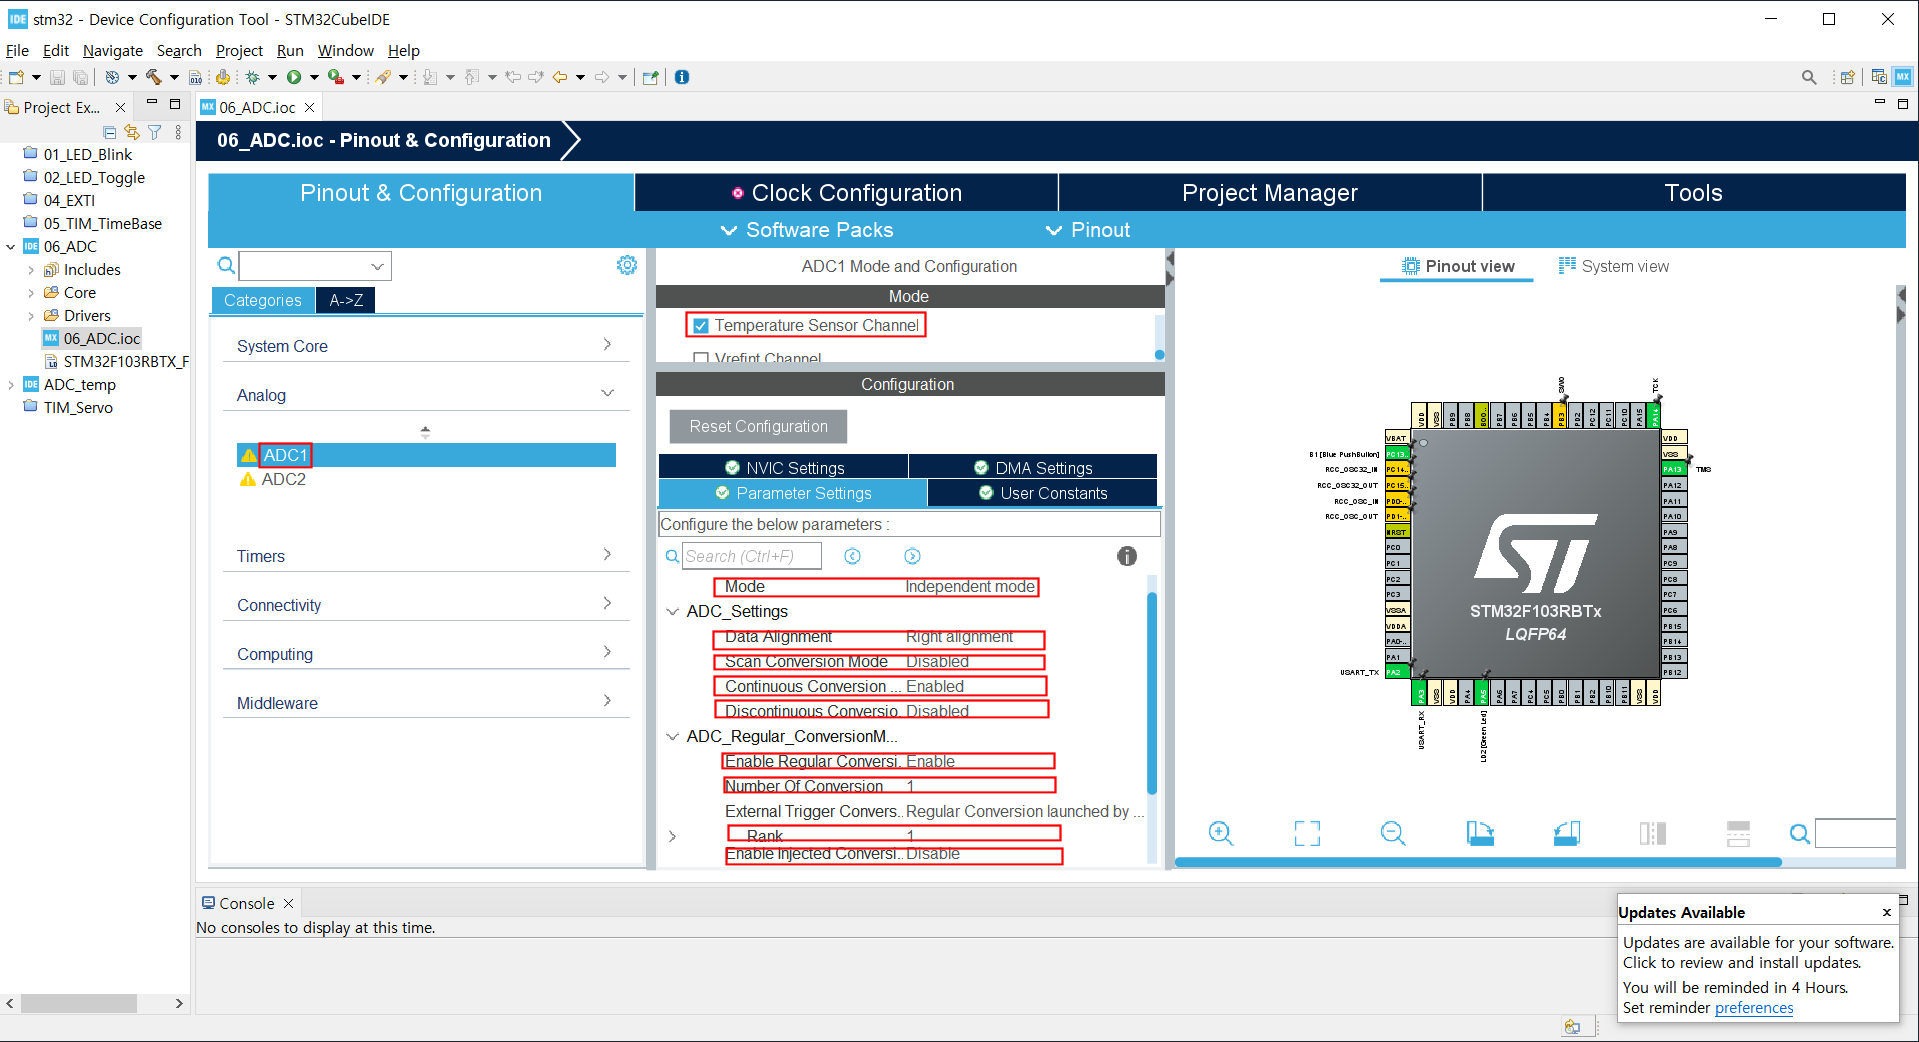 stm32 - Device Configuration Tool - STM32CubeIDE
File Edit Navigate Search Project Run Window Help
Project Ex...
06_ADC.ioc
01_LED_Blink
02_LED_Toggle
04_EXTI
05_TIM_TimeBase
06_ADC
Includes
Core
Drivers
06_ADC.ioc
STM32F103RBTX_F
ADC_temp
TIM_Servo
06_ADC.ioc - Pinout & Configuration
Pinout & Configuration
Clock Configuration
Project Manager
Tools
Software Packs
Pinout
Categories
A->Z
System Core
Analog
ADC1
ADC2
Timers
Connectivity
Computing
Middleware
ADC1 Mode and Configuration
Mode
Temperature Sensor Channel
Vrefint Channel
Configuration
Reset Configuration
NVIC Settings
DMA Settings
Parameter Settings
User Constants
Configure the below parameters :
Search (Ctrl+F)
Mode Independent mode
ADC_Settings
Data Alignment Right alignment
Scan Conversion Mode Disabled
Continuous Conversion ... Enabled
Discontinuous Conversio.. Disabled
ADC_Regular_ConversionM...
Enable Regular Conversi.. Enable
Number Of Conversion 1
External Trigger Convers.. Regular Conversion launched by ...
Rank 1
Enable Injected Conversi.. Disable
Pinout view
System view
SWO
TCK
VDD VSS PB9 PB8 BOO.. PB7 PB6 PB5 PB4 PB3 PD2 PC12 PC11 PC10 PA15 PA14
VBAT
B1 [Blue PushButton] PC13..
RCC_OSC32_IN PC14..
RCC_OSC32_OUT PC15..
RCC_OSC_IN PD0-..
RCC_OSC_OUT PD1-..
NRST
PC0
PC1
PC2
PC3
VSSA
VDDA
PA0-..
PA1
USART_TX PA2
STM32F103RBTx
LQFP64
VDD
VSS
PA13 TMS
PA12
PA11
PA10
PA9
PA8
PC9
PC8
PC7
PC6
PB15
PB14
PB13
PB12
PA3 VSS VDD PA4 PA5 PA6 PA7 PC4 PC5 PB0 PB1 PB2 PB10 PB11 VSS VDD
USART_RX
LD2 [Green Led]
Console
No consoles to display at this time.
Updates Available
Updates are available for your software.
Click to review and install updates.
You will be reminded in 4 Hours.
Set reminder preferences